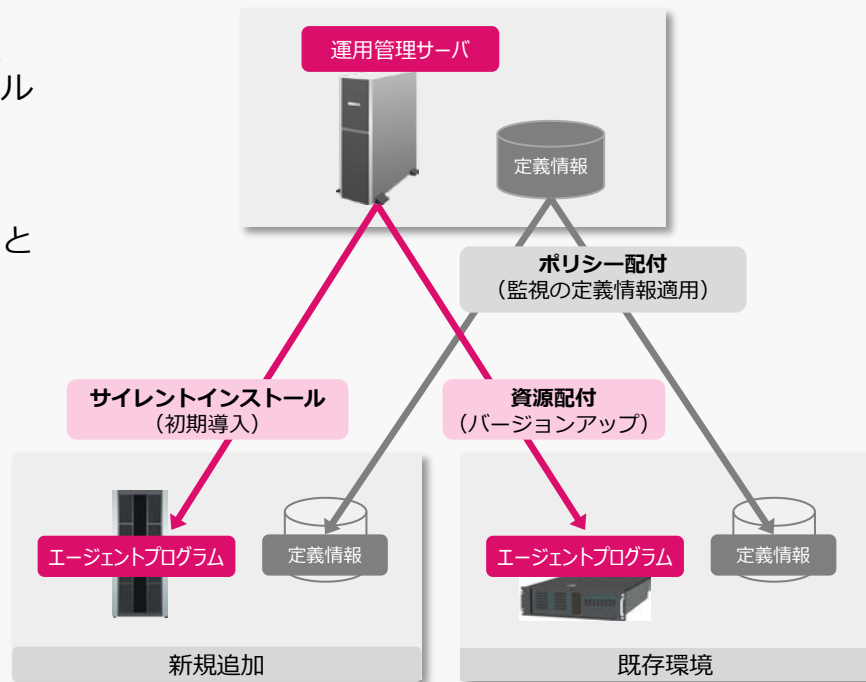 ル
と
運用管理サーバ
定義情報
ポリシー配付
（監視の定義情報適用）
サイレントインストール
（初期導入）
資源配付
（バージョンアップ）
エージェントプログラム
定義情報
エージェントプログラム
定義情報
新規追加
既存環境